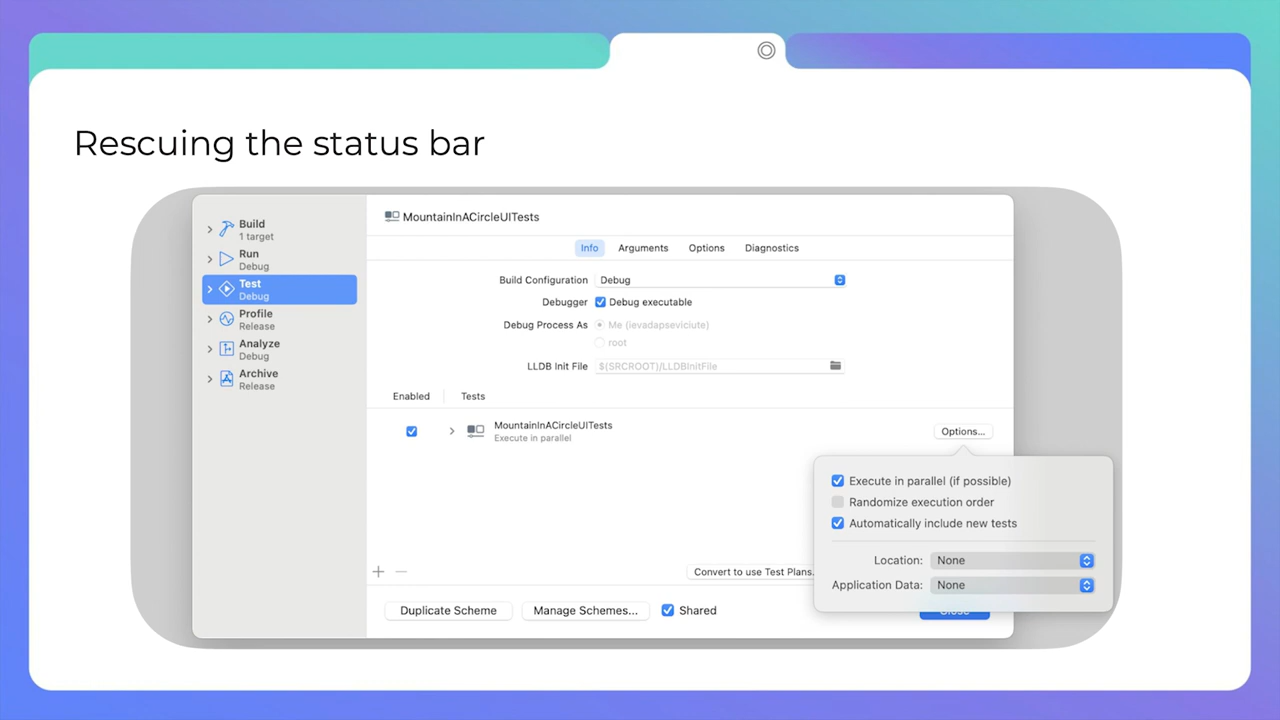 Rescuing the status bar
Build
1 target
Run
Debug
Test
Debug
Profile
Release
Analyze
Debug
Archive
Release
MountainInACircleUITests
Info Arguments Options Diagnostics
Build Configuration Debug
Debugger Debug executable
Debug Process As Me (ievadapseviciute)
root
LLDB Init File $(SRCROOT)/LLDBInitFile
Enabled Tests
MountainInACircleUITests
Execute in parallel
Options...
Execute in parallel (if possible)
Randomize execution order
Automatically include new tests
Location: None
Application Data: None
Convert to use Test Plans.
Duplicate Scheme Manage Schemes... Shared Close